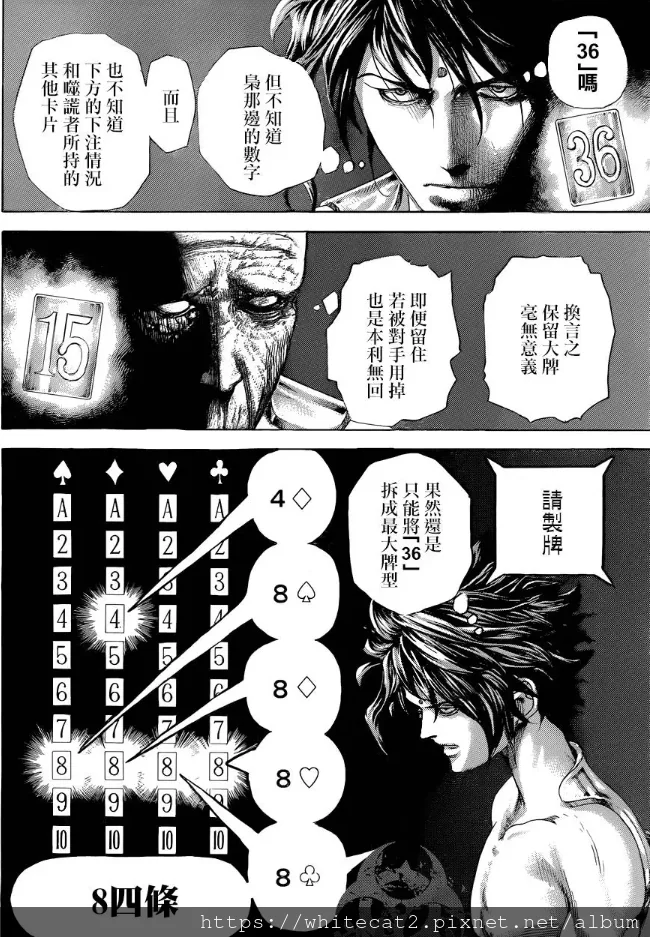 「36」嗎
36
但不知道
梟那邊的數字
而且
也不知道
下方的下注情況
和噬謊者所持的
其他卡片
換言之
保留大牌
毫無意義
即便留住
若被對手用掉
也是本利無回
15
請製牌
果然還是
只能將「36」
拆成最大牌型
♠ ♦ ♥ ♣
A A A A
2 2 2 2
3 3 3 3
4 4 4 4
5 5 5 5
6 6 6 6
7 7 7 7
8 8 8 8
9 9 9 9
10 10 10 10
4♢
8♤
8♢
8♡
8♧
8四條
https://whitecat2.pixnet.net/album